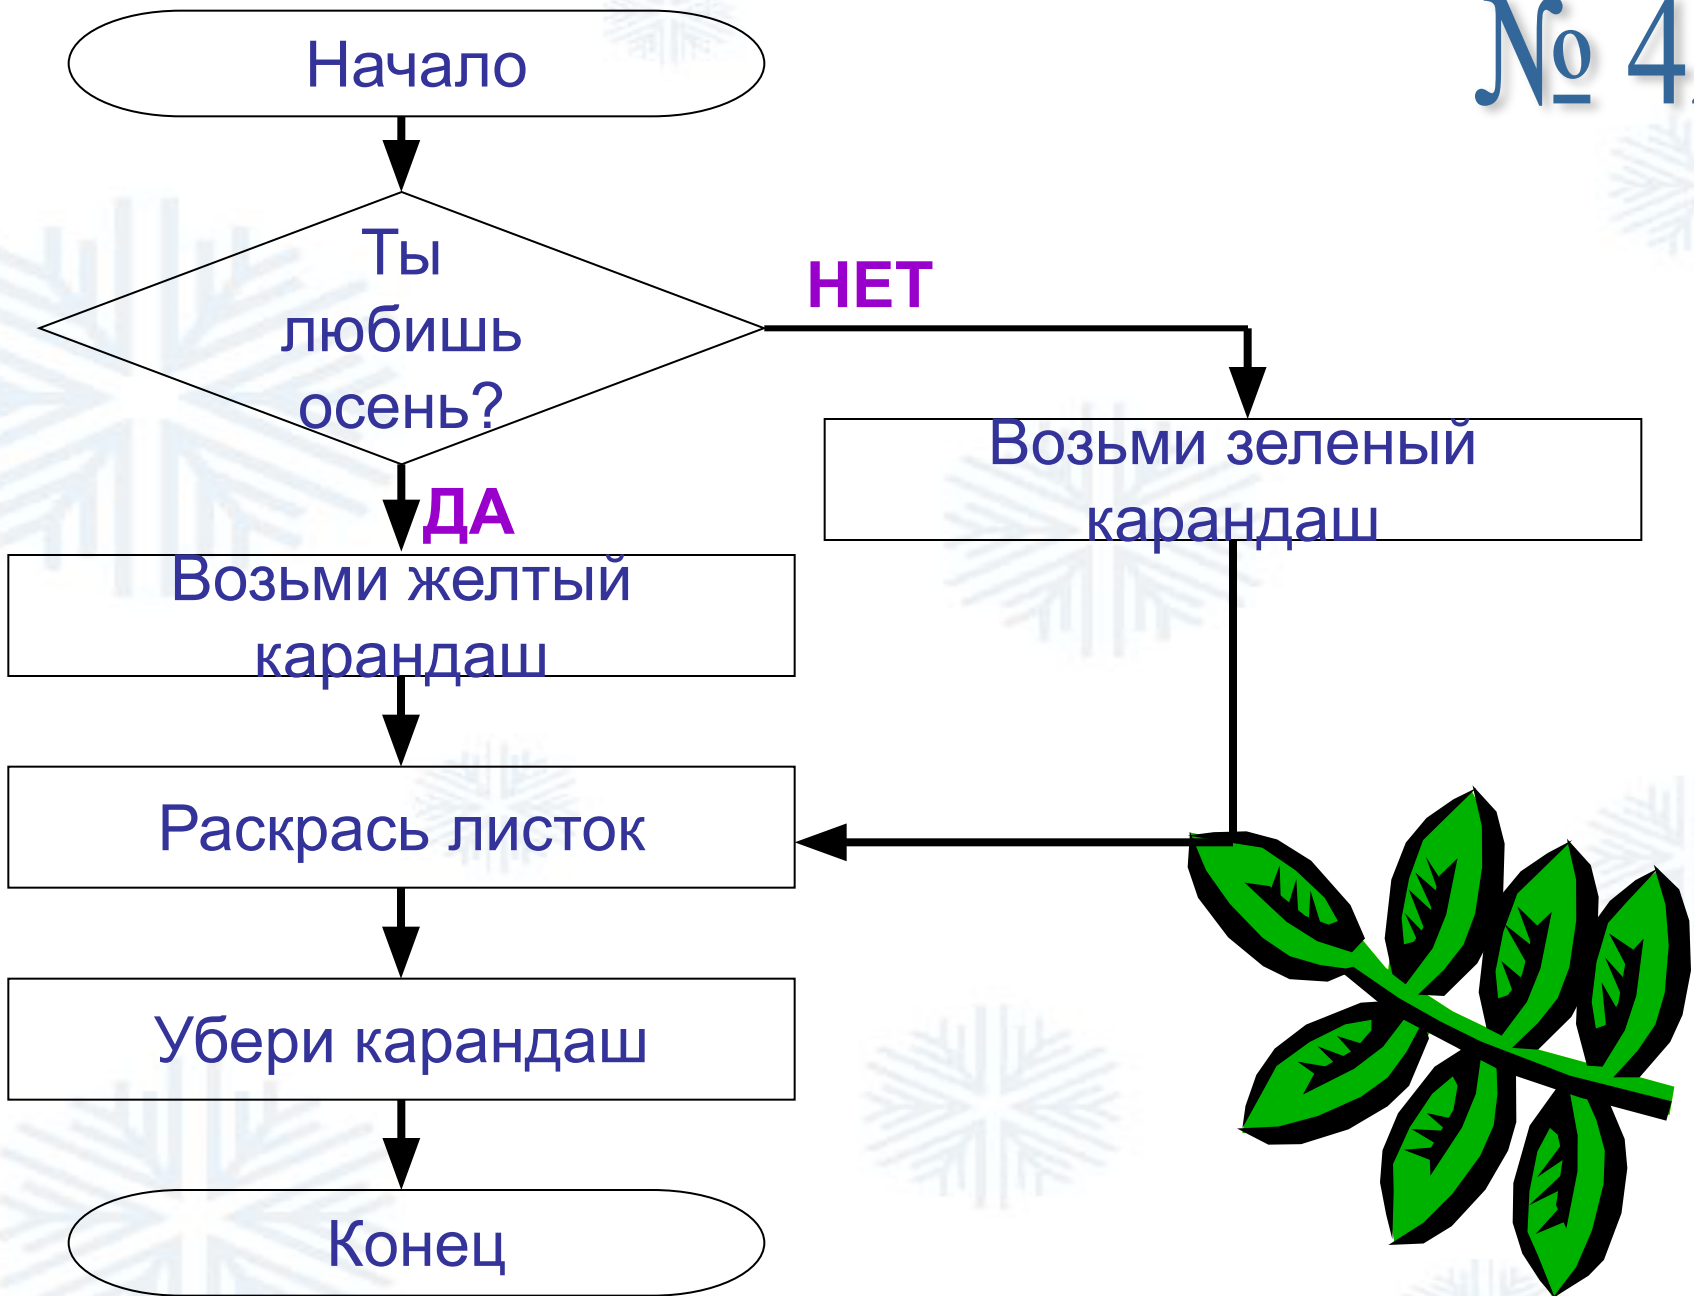 № 4.
Начало
Ты
любишь
осень?
НЕТ
Возьми зеленый
карандаш
ДА
Возьми желтый
карандаш
Раскрась листок
Убери карандаш
Конец